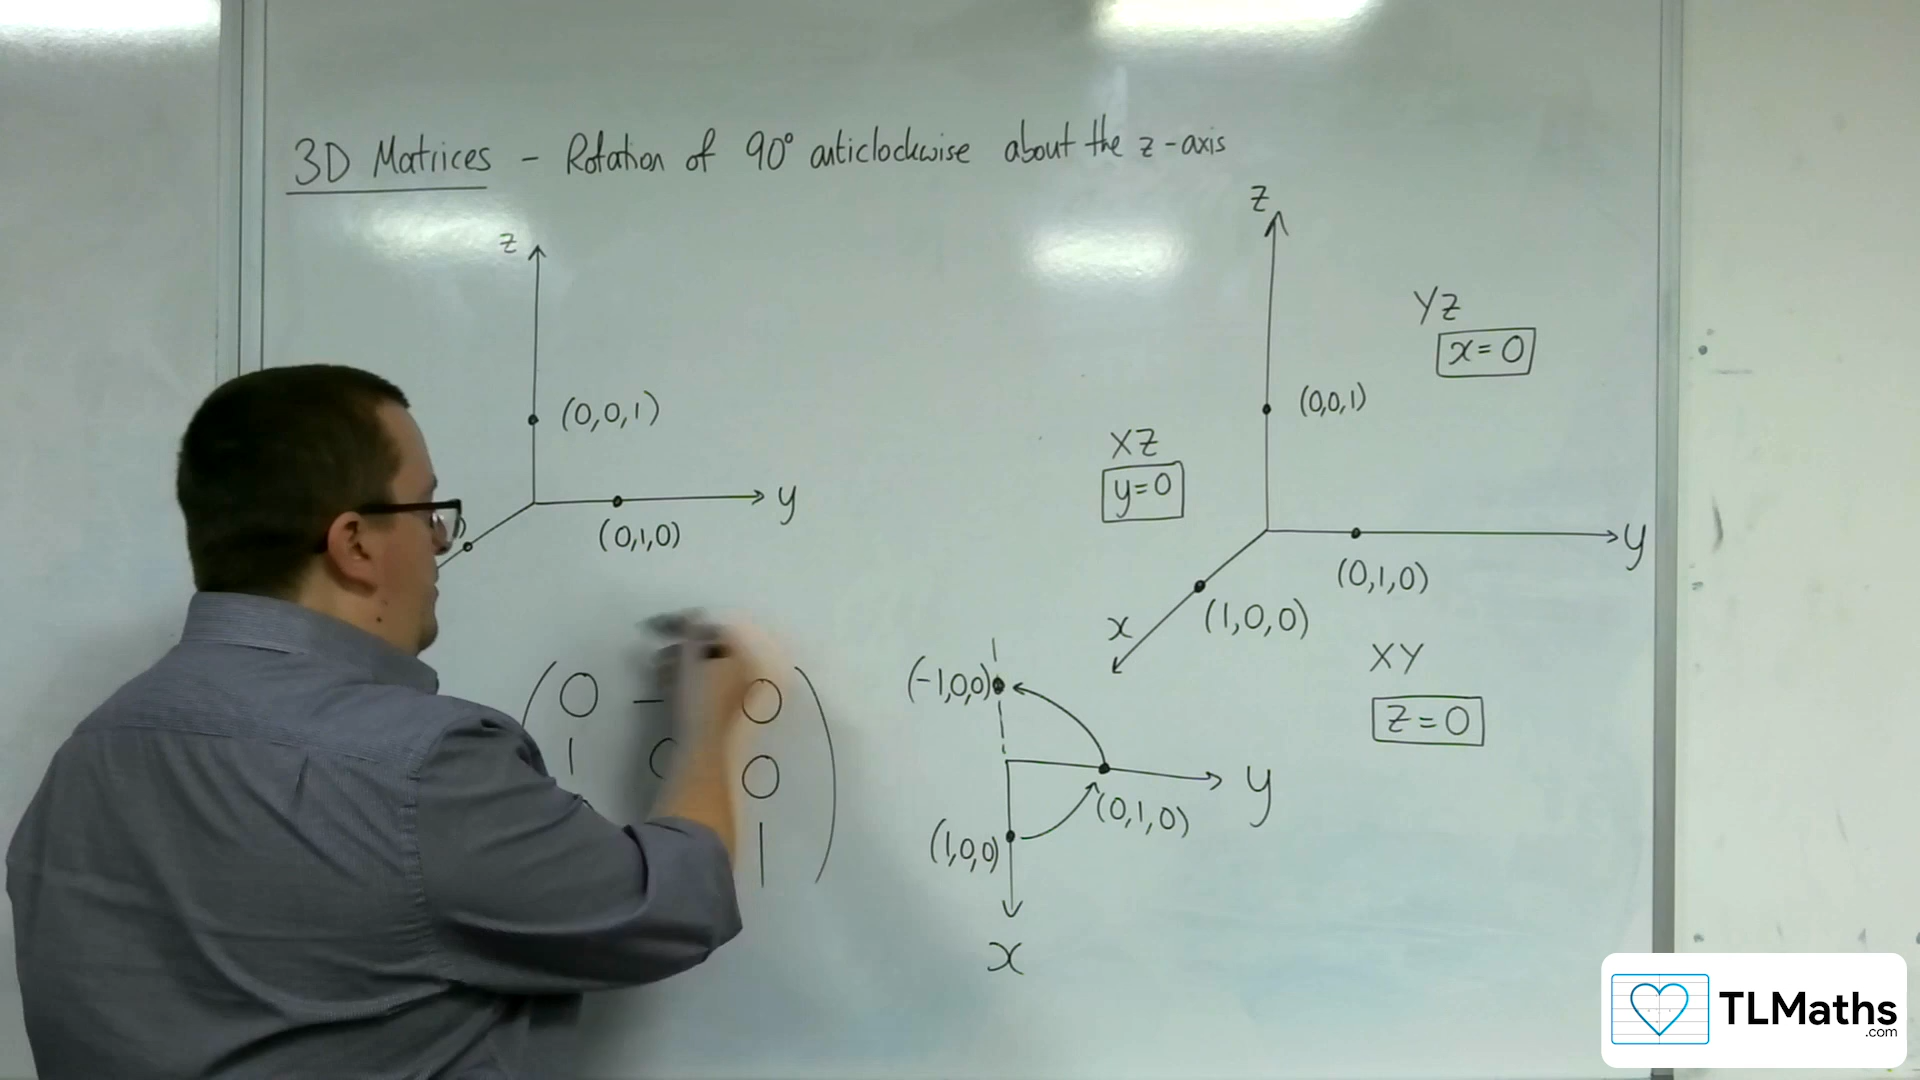 3D Matrices - Rotation of 90° anticlockwise about the z-axis
z
(0,0,1)
y
(0,1,0)
0 - 0
1 0 0
1
z
YZ
x=0
(0,0,1)
XZ
y=0
y
(0,1,0)
(1,0,0)
x
XY
z=0
(-1,0,0)
y
(0,1,0)
(1,0,0)
x
TLMaths
.com